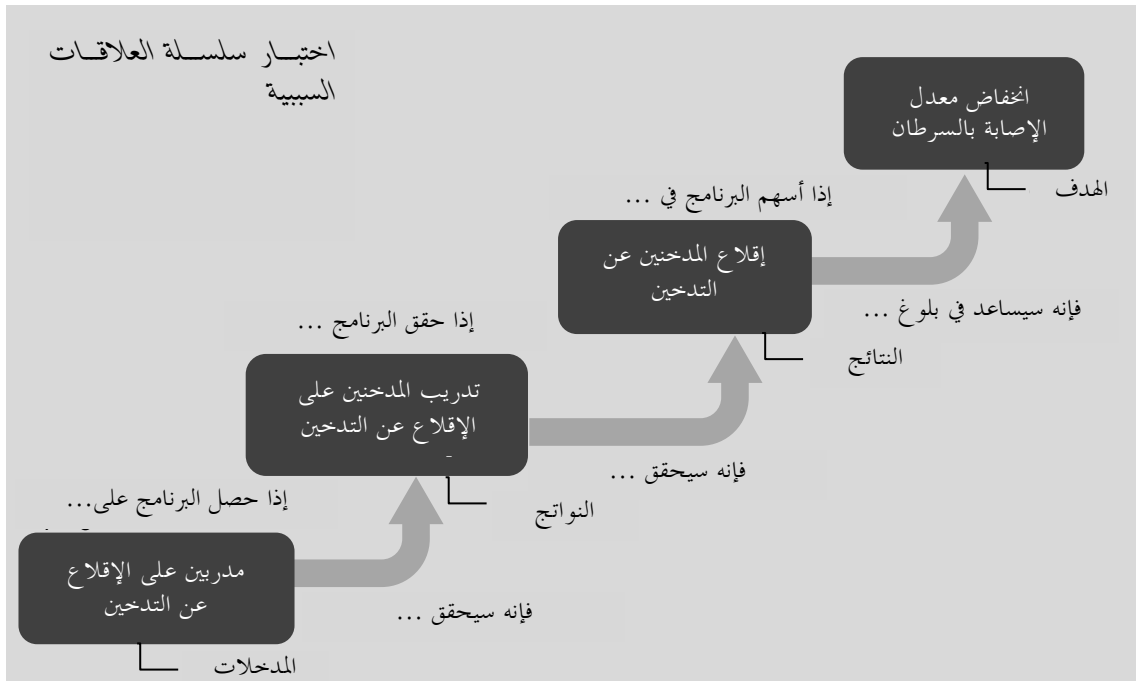 اختبار سلسلة العلاقات
السببية
انخفاض معدل
الإصابة بالسرطان
الهدف
إذا أسهم البرنامج في ...
إقلاع المدخنين عن
التدخين
فإنه سيساعد في بلوغ ...
النتائج
إذا حقق البرنامج ...
تدريب المدخنين على
الإقلاع عن التدخين
فإنه سيحقق ...
النواتج
إذا حصل البرنامج على...
مدربين على الإقلاع
عن التدخين
فإنه سيحقق ...
المدخلات